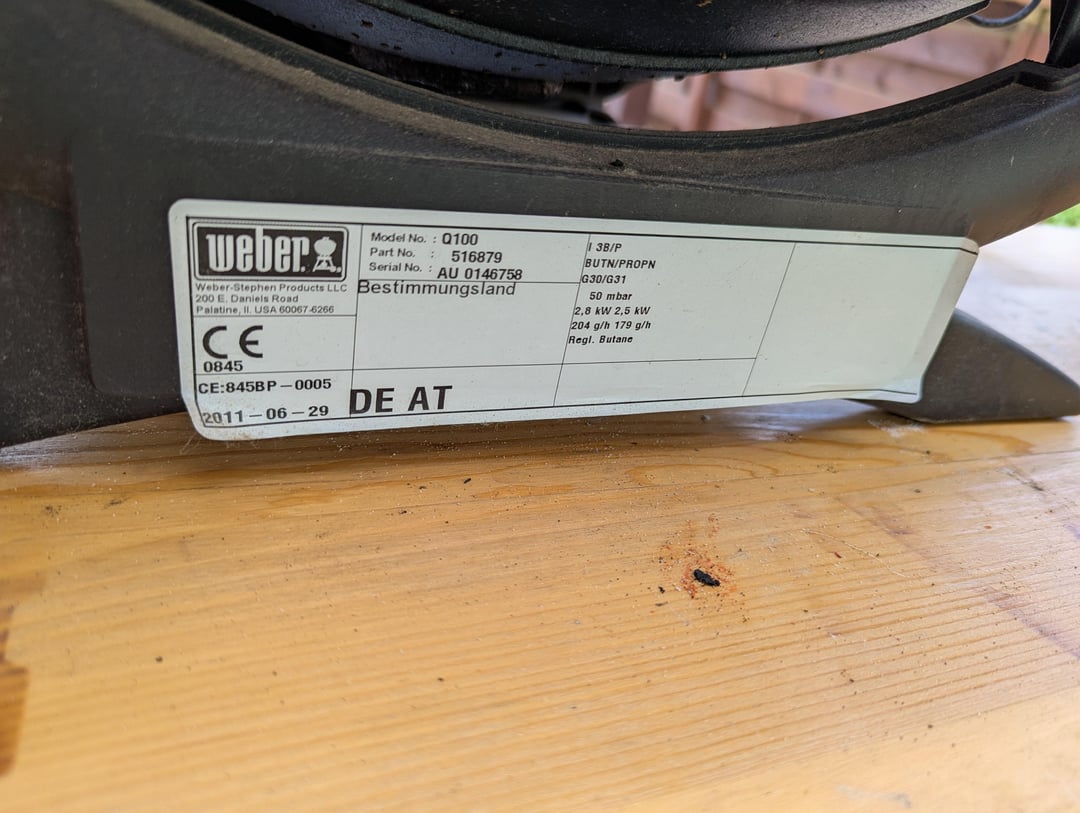 weber.
Weber-Stephen Products LLC
200 E. Daniels Road
Palatine, Il. USA 60067-6266
CE
0845
CE:845BP-0005
2011-06-29
Model No. : Q100
Part No. : 516879
Serial No. : AU 0146758
Bestimmungsland
DE AT
I 3B/P
BUTN/PROPN
G30/G31
50 mbar
2,8 kW 2,5 kW
204 g/h 179 g/h
Regl. Butane